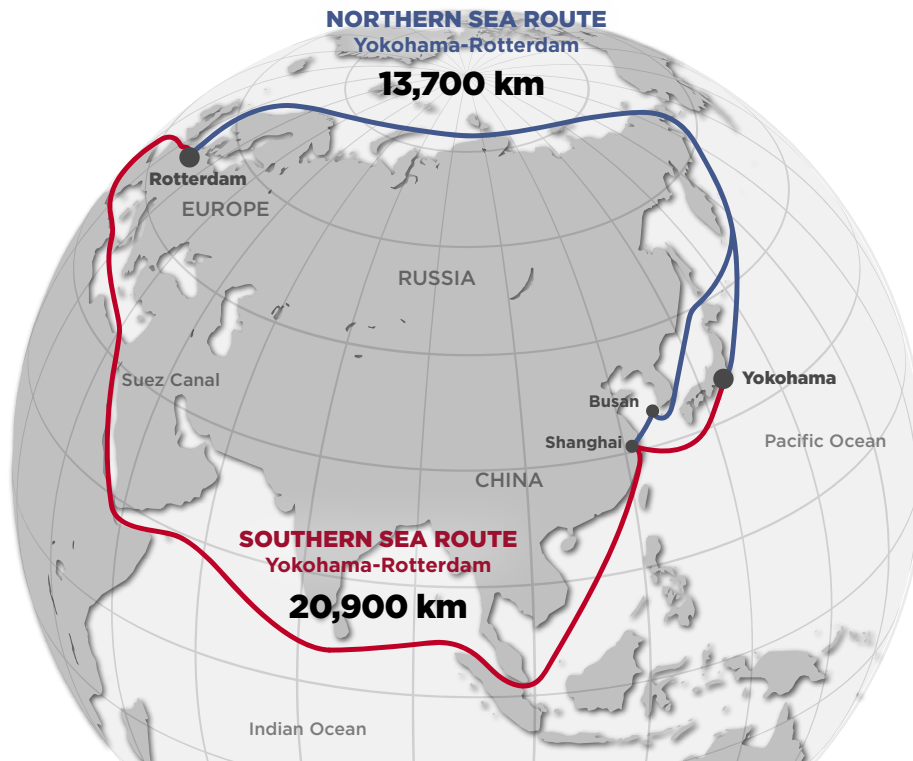 NORTHERN SEA ROUTE
Yokohama-Rotterdam
13,700 km
Rotterdam
EUROPE
RUSSIA
Suez Canal
Yokohama
Busan
Shanghai
Pacific Ocean
CHINA
SOUTHERN SEA ROUTE
Yokohama-Rotterdam
20,900 km
Indian Ocean